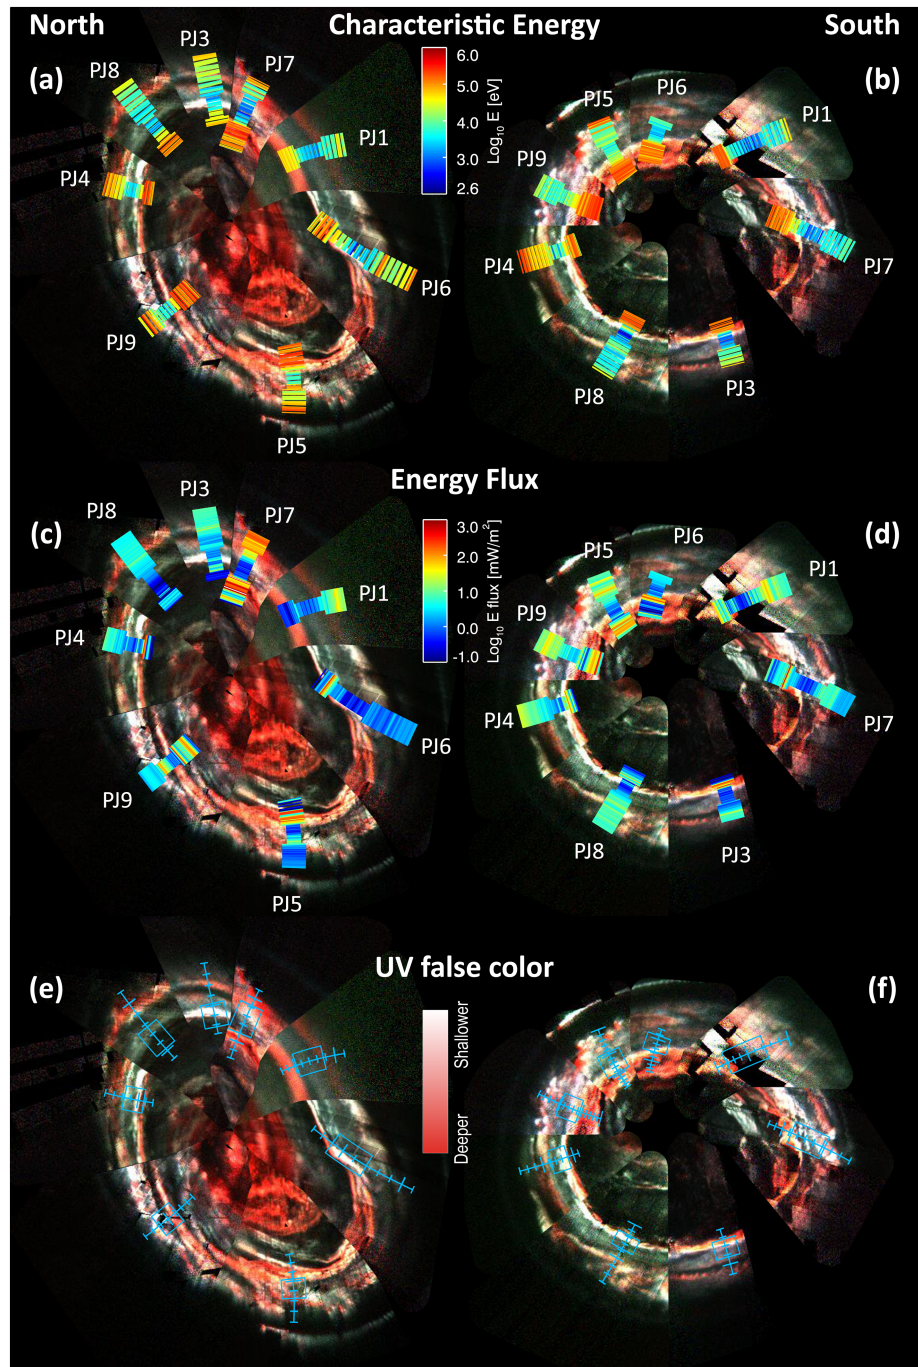 North
Characteristic Energy
South
(a)
PJ3
PJ7
PJ8
PJ1
PJ4
PJ6
PJ9
PJ5
6.0
5.0
4.0
3.0
2.6
Log10 E [eV]
(b)
PJ6
PJ5
PJ1
PJ9
PJ4
PJ7
PJ8
PJ3
Energy Flux
(c)
PJ3
PJ7
PJ8
PJ1
PJ4
PJ6
PJ9
PJ5
3.0
2.0
1.0
0.0
-1.0
Log10 E flux [mW/m²]
(d)
PJ6
PJ5
PJ1
PJ9
PJ4
PJ7
PJ8
PJ3
UV false color
(e)
Shallower
Deeper
(f)